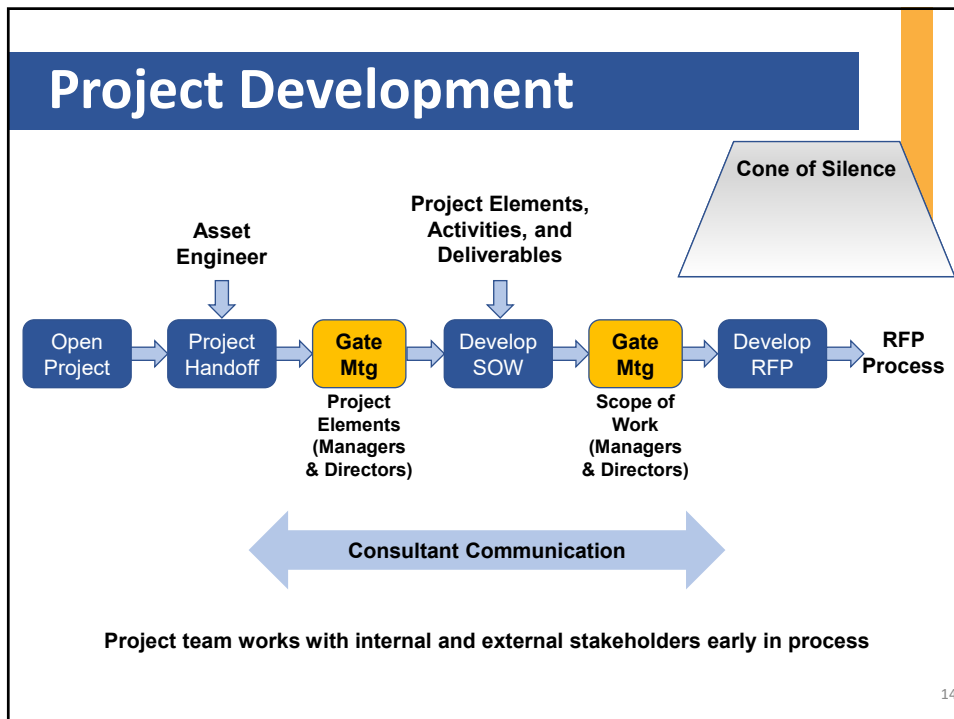 Project Development
Cone of Silence
Project Elements,
Activities, and
Deliverables
Asset
Engineer
Open
Project
Project
Handoff
Gate
Mtg
Develop
SOW
Gate
Mtg
Develop
RFP
RFP
Process
Project
Elements
(Managers
& Directors)
Scope of
Work
(Managers
& Directors)
Consultant Communication
Project team works with internal and external stakeholders early in process
14